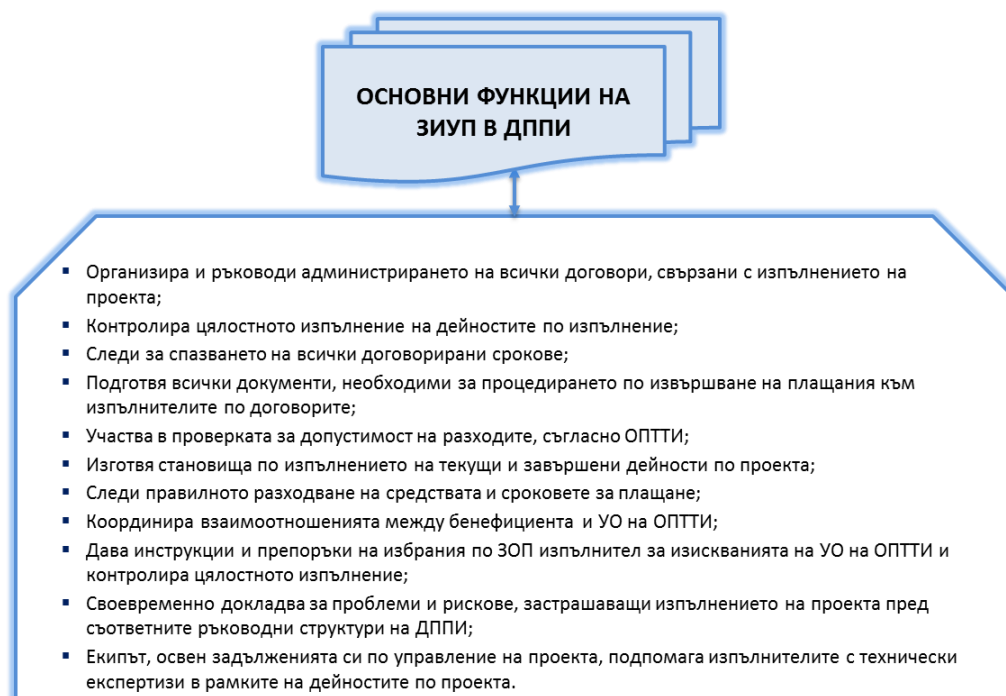 ОСНОВНИ ФУНКЦИИ НА
ЗИУП В ДППИ
▪ Организира и ръководи администрирането на всички договори, свързани с изпълнението на
проекта;
▪ Контролира цялостното изпълнение на дейностите по изпълнение;
▪ Следи за спазването на всички договорирани срокове;
▪ Подготвя всички документи, необходими за процедирането по извършване на плащания към
изпълнителите по договорите;
▪ Участва в проверката за допустимост на разходите, съгласно ОПТТИ;
▪ Изготвя становища по изпълнението на текущи и завършени дейности по проекта;
▪ Следи правилното разходване на средствата и сроковете за плащане;
▪ Координира взаимоотношенията между бенефициента и УО на ОПТТИ;
▪ Дава инструкции и препоръки на избрания по ЗОП изпълнител за изискванията на УО на ОПТТИ и
контролира цялостното изпълнение;
▪ Своевременно докладва за проблеми и рискове, застрашаващи изпълнението на проекта пред
съответните ръководни структури на ДППИ;
▪ Екипът, освен задълженията си по управление на проекта, подпомага изпълнителите с технически
експертизи в рамките на дейностите по проекта.